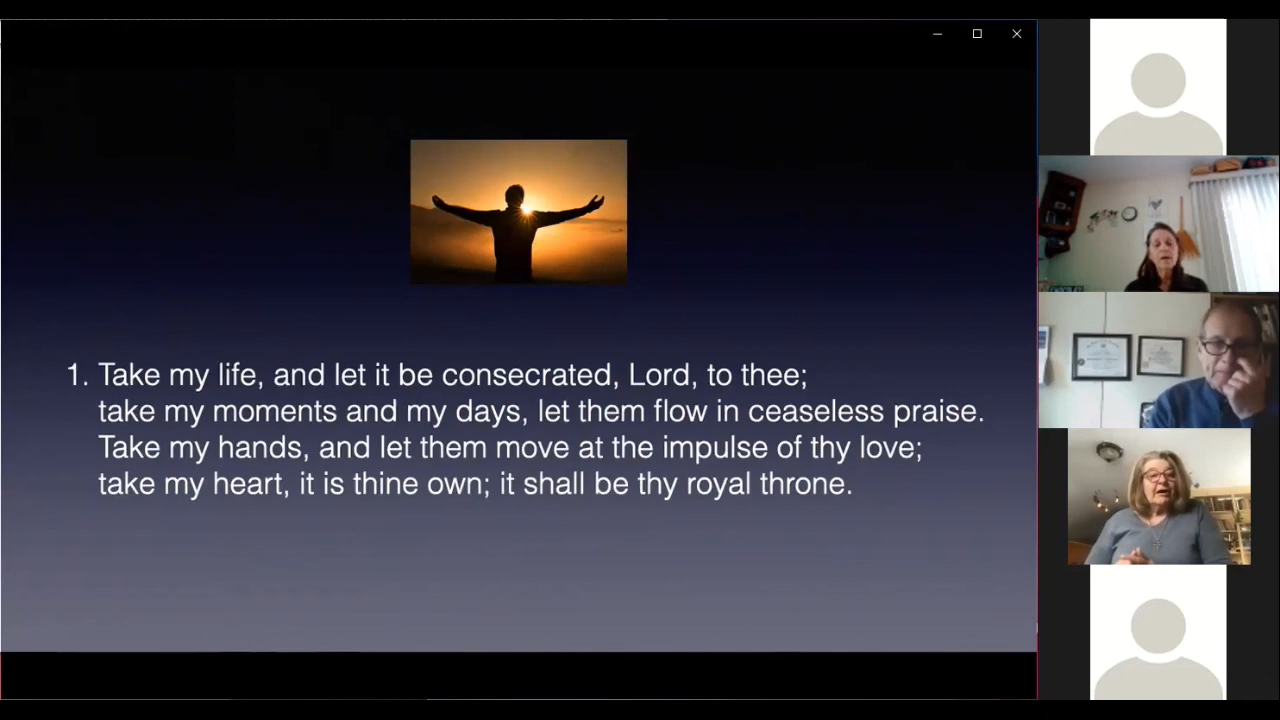 1. Take my life, and let it be consecrated, Lord, to thee;
take my moments and my days, let them flow in ceaseless praise.
Take my hands, and let them move at the impulse of thy love;
take my heart, it is thine own; it shall be thy royal throne.